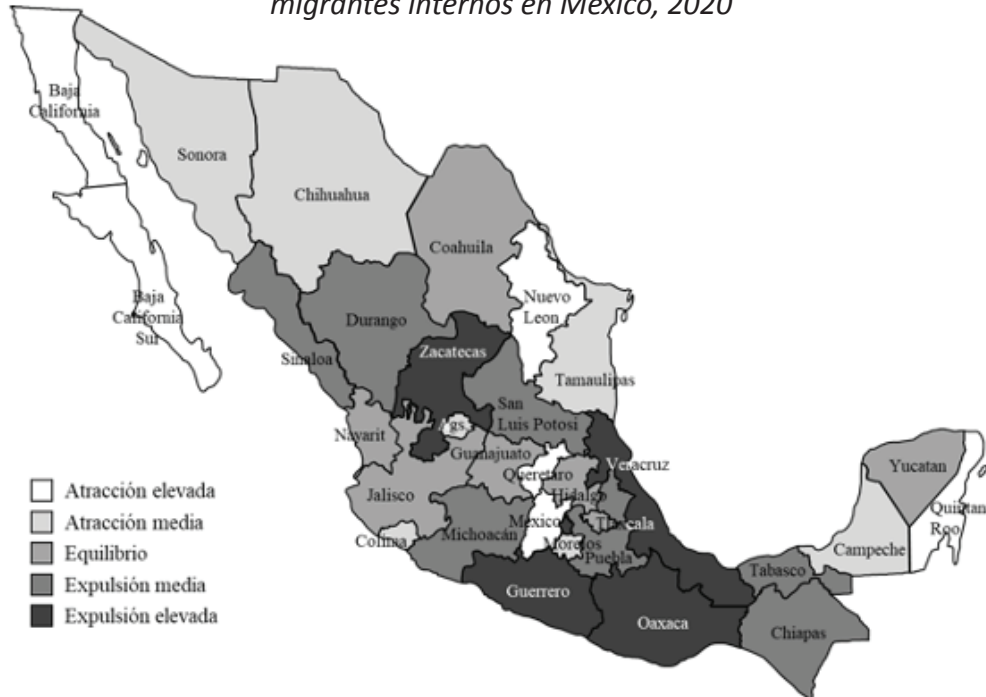 migrantes internos en México, 2020
Baja
California
Sonora
Chihuahua
Coahuila
Nuevo
Leon
Baja
California
Sur
Durango
Sinaloa
Zacatecas
Tamaulipas
San
Luis Potosi
Nayarit
Ags.
Guanajuato
Veracruz
Queretaro
Hidalgo
Yucatan
Quintan
Roo
Jalisco
Colima
Michoacán
Mexico
Tlaxcala
Morelos
Puebla
Campeche
Tabasco
Guerrero
Oaxaca
Chiapas
Atracción elevada
Atracción media
Equilibrio
Expulsión media
Expulsión elevada